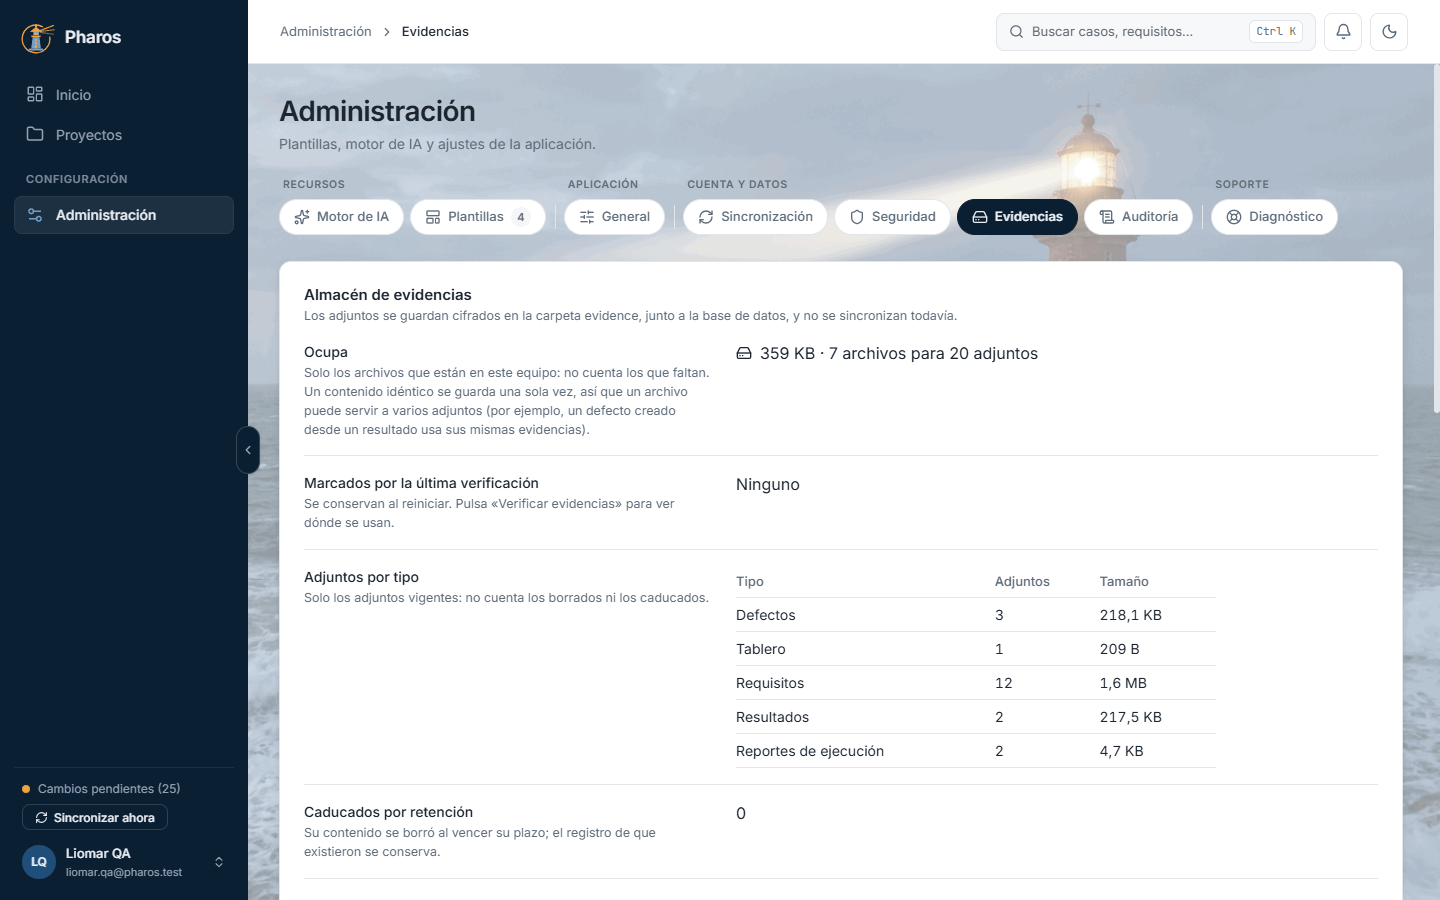 Pharos
Inicio
Proyectos
CONFIGURACIÓN
Administración
Cambios pendientes (25)
Sincronizar ahora
LQ
Liomar QA
liomar.qa@pharos.test
Administración
Evidencias
Buscar casos, requisitos...
Ctrl K
Administración
Plantillas, motor de IA y ajustes de la aplicación.
RECURSOS
APLICACIÓN
CUENTA Y DATOS
SOPORTE
Motor de IA
Plantillas 4
General
Sincronización
Seguridad
Evidencias
Auditoría
Diagnóstico
Almacén de evidencias
Los adjuntos se guardan cifrados en la carpeta evidence, junto a la base de datos, y no se sincronizan todavía.
Ocupa
Solo los archivos que están en este equipo: no cuenta los que faltan.
Un contenido idéntico se guarda una sola vez, así que un archivo
puede servir a varios adjuntos (por ejemplo, un defecto creado
desde un resultado usa sus mismas evidencias).
359 KB · 7 archivos para 20 adjuntos
Marcados por la última verificación
Se conservan al reiniciar. Pulsa «Verificar evidencias» para ver
dónde se usan.
Ninguno
Adjuntos por tipo
Solo los adjuntos vigentes: no cuenta los borrados ni los caducados.
Tipo Adjuntos Tamaño
Defectos 3 218,1 KB
Tablero 1 209 B
Requisitos 12 1,6 MB
Resultados 2 217,5 KB
Reportes de ejecución 2 4,7 KB
Caducados por retención
Su contenido se borró al vencer su plazo; el registro de que
existieron se conserva.
0